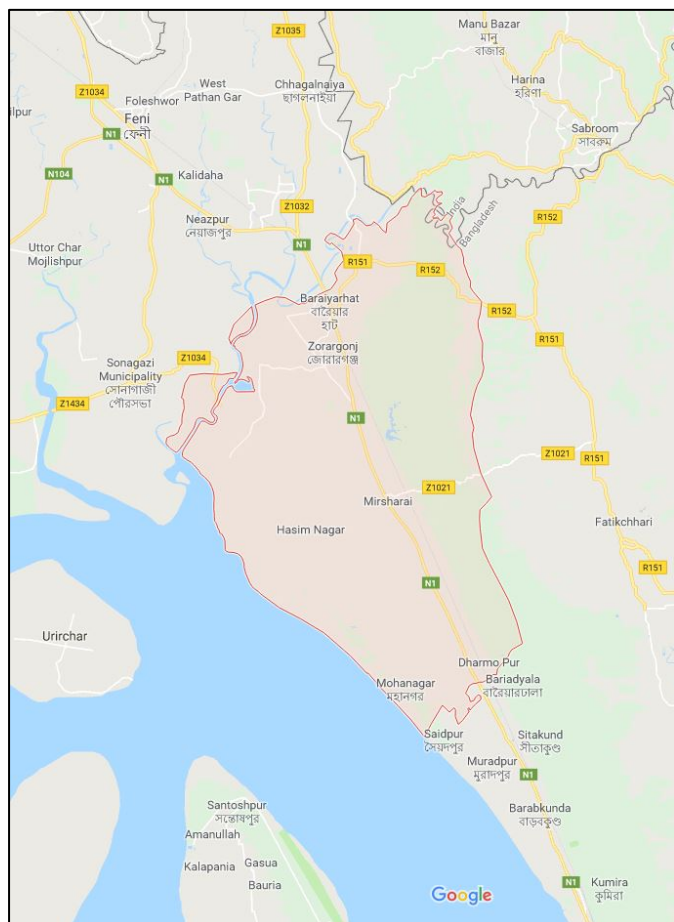 Z1035
Manu Bazar
মানু
বাজার
Z1034
West
Pathan Gar
Chhagalnaiya
ছাগলনাইয়া
Harina
হরিণা
Foleshwor
Feni
ফেনী
N1
Sabroom
সাবরুম
N104
N1
Kalidaha
Z1032
Neazpur
নেয়াজপুর
India
Bangladesh
R152
Uttor Char
Mojlishpur
N1
R151
R152
Baraiyarhat
বারৈয়ার
হাট
R152
R151
Zorargonj
জোরারগঞ্জ
Sonagazi
Municipality
সোনাগাজী
পৌরসভা
Z1034
Z1434
N1
Z1021
R151
Z1021
Mirsharai
Fatikchhari
Hasim Nagar
R151
N1
Urirchar
Dharmo Pur
Mohanagar
মহানগর
Bariadyala
বারৈয়ারঢালা
Saidpur
সৈয়দপুর
Sitakund
সীতাকুণ্ড
Muradpur
মুরাদপুর
N1
Santoshpur
সন্তোষপুর
Barabkunda
বাড়বকুণ্ড
Amanullah
Kalapania
Gasua
Bauria
Kumira
কুমিরা
N1
Google